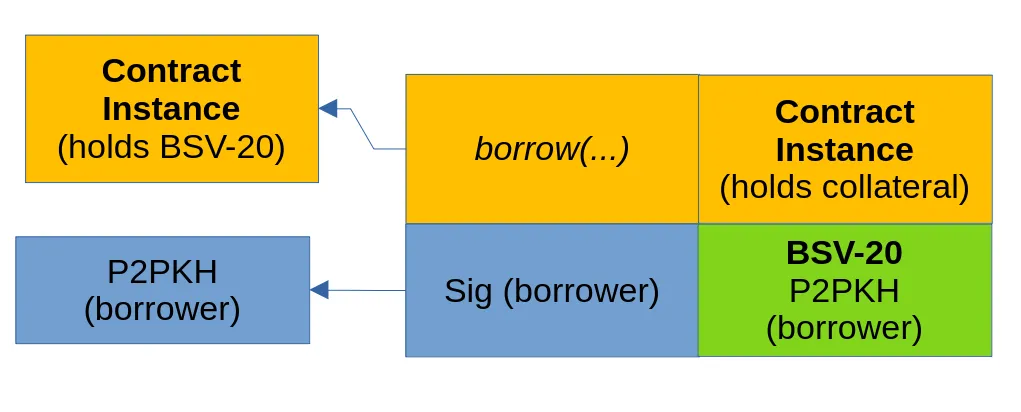 Contract
Instance
(holds BSV-20)
borrow(...)
Contract
Instance
(holds collateral)
P2PKH
(borrower)
Sig (borrower)
BSV-20
P2PKH
(borrower)